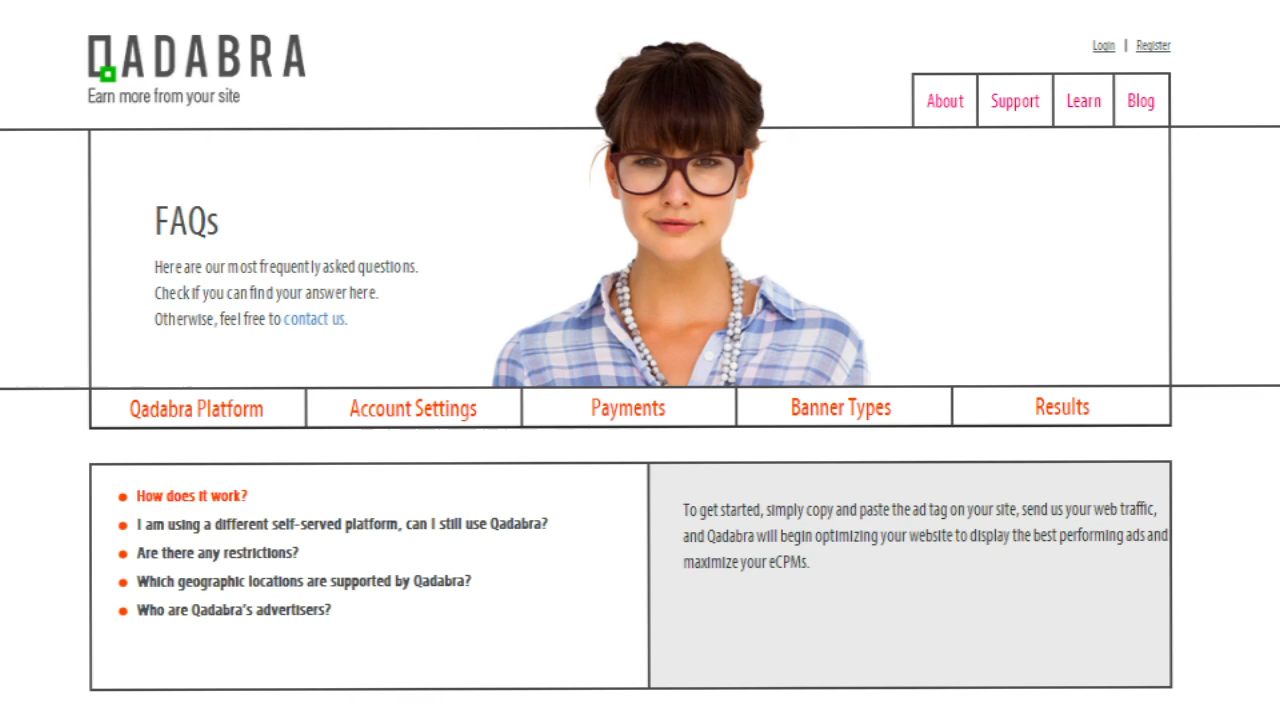 QADABRA
Earn more from your site
Login | Register
About Support Learn Blog
FAQs
Here are our most frequently asked questions.
Check if you can find your answer here.
Otherwise, feel free to contact us.
Qadabra Platform Account Settings Payments Banner Types Results
How does it work?
I am using a different self-served platform, can I still use Qadabra?
Are there any restrictions?
Which geographic locations are supported by Qadabra?
Who are Qadabra's advertisers?
To get started, simply copy and paste the ad tag on your site, send us your web traffic,
and Qadabra will begin optimizing your website to display the best performing ads and
maximize your eCPMs.